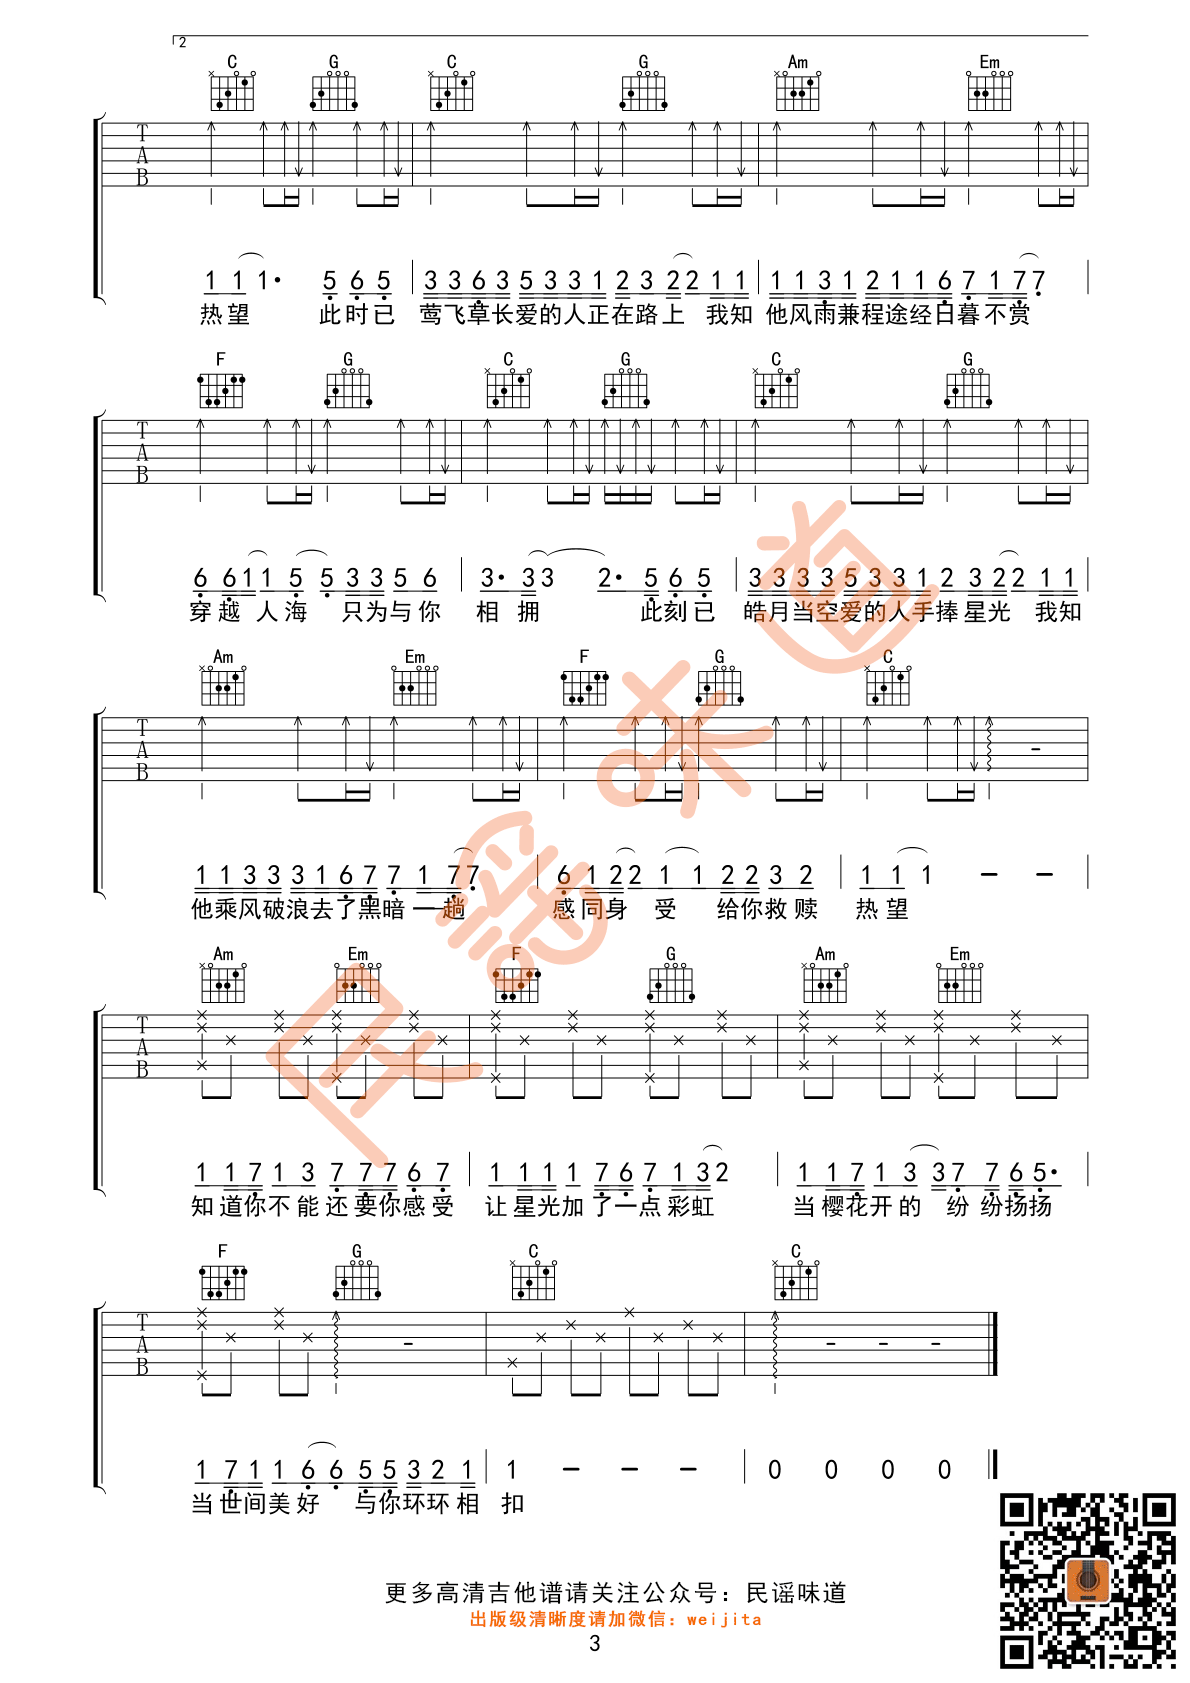 2
C G C G Am Em
T
A
B
1 1 1· 5 6 5 3 3 6 3 5 3 3 1 2 3 2 2 1 1 1 1 3 1 2 1 1 6 7 1 7 7
热望 此时已 莺飞草长爱的人正在路上 我知 他风雨兼程途经日暮不赏
F G C G C G
T
A
B
6 6 1 1 5 5 3 3 5 6 3· 3 3 2· 5 6 5 3 3 3 3 5 3 3 1 2 3 2 2 1 1
穿越 人海 只为与你 相 拥 此刻已 皓月当空爱的人手捧星光 我知
Am Em F G C
T
A
B
-
1 1 3 3 3 1 6 7 7 1 7 7 6 1 2 2 1 1 2 2 3 2 1 1 1 - -
他乘风破浪去了黑暗一趟 感同身 受 给你救赎 热望
Am Em F G Am Em
T
A
B
1 1 7 1 3 7 7 7 6 7 1 1 1 1 7 6 7 1 3 2 1 1 7 1 3 3 7 7 6 5·
知道你不能还要你感受 让星光加了一点彩虹 当樱花开的 纷纷扬扬
F G C C
T
A
B
- - - -
1 7 1 1 6 6 5 5 3 2 1 1 - - - 0 0 0 0
当世间美好 与你环环相 扣
更多高清吉他谱请关注公众号：民谣味道
出版级清晰度请加微信：weijita
3
民谣味道